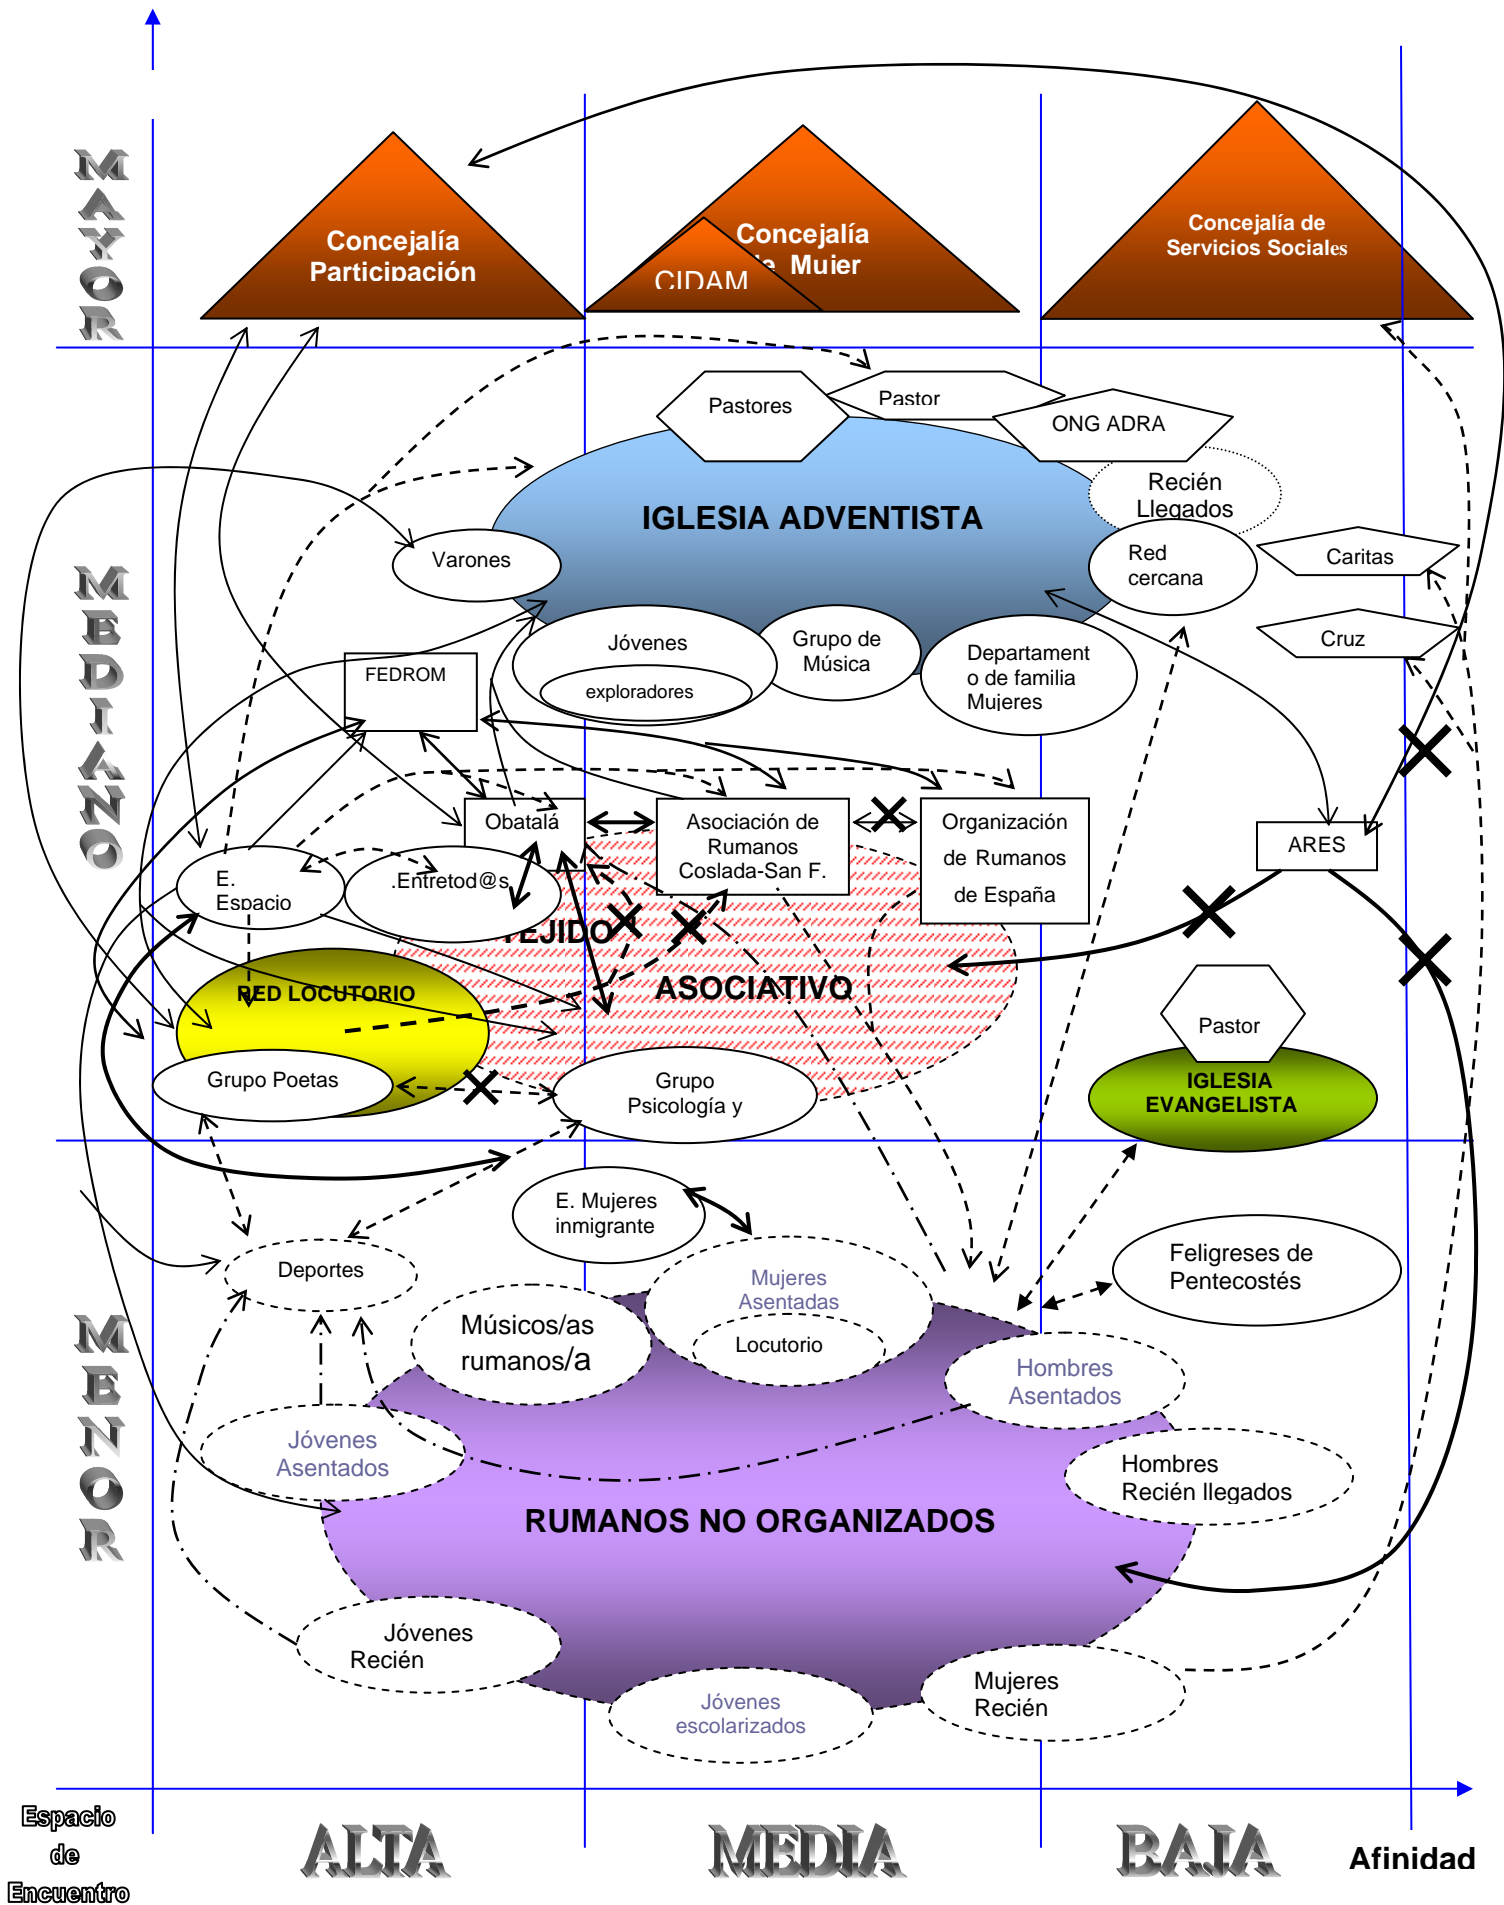 MAYOR
Concejalía
Participación
Concejalía
de Mujer
CIDAM
Concejalía de
Servicios Sociales
MEDIANO
Pastores
Pastor
ONG ADRA
Recién
Llegados
IGLESIA ADVENTISTA
Varones
Red
cercana
Caritas
Cruz
Jóvenes
exploradores
Grupo de
Música
Departament
o de familia
Mujeres
FEDROM
Obatalá
Asociación de
Rumanos
Coslada-San F.
Organización
de Rumanos
de España
ARES
E.
Espacio
.Entretod@s
TEJIDO
ASOCIATIVO
RED LOCUTORIO
Grupo Poetas
Grupo
Psicología y
Pastor
IGLESIA
EVANGELISTA
MENOR
E. Mujeres
inmigrante
Deportes
Mujeres
Asentadas
Locutorio
Feligreses de
Pentecostés
Músicos/as
rumanos/a
Hombres
Asentados
Jóvenes
Asentados
Hombres
Recién llegados
RUMANOS NO ORGANIZADOS
Jóvenes
Recién
Jóvenes
escolarizados
Mujeres
Recién
Espacio
de
Encuentro
ALTA
MEDIA
BAJA
Afinidad